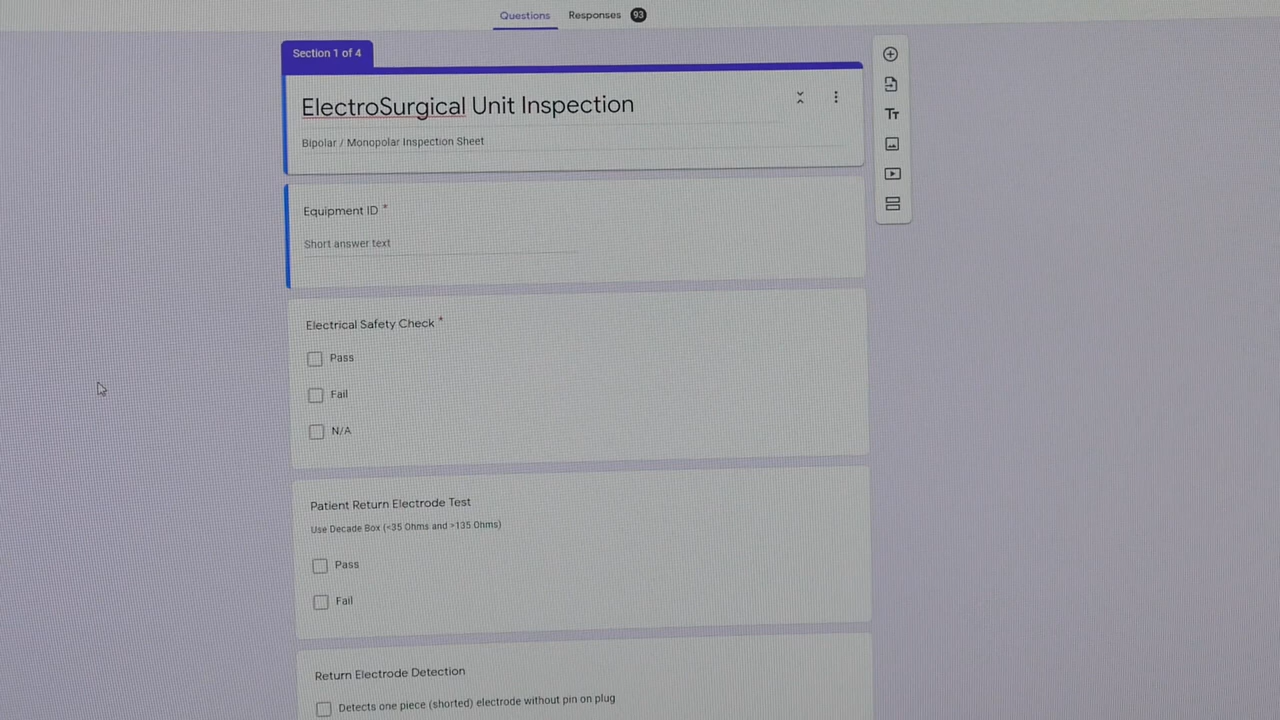 Questions Responses 93
Section 1 of 4
ElectroSurgical Unit Inspection
Bipolar / Monopolar Inspection Sheet
Equipment ID *
Short answer text
Electrical Safety Check *
Pass
Fail
N/A
Patient Return Electrode Test
Use Decade Box (<35 Ohms and >135 Ohms)
Pass
Fail
Return Electrode Detection
Detects one piece (shorted) electrode without pin on plug